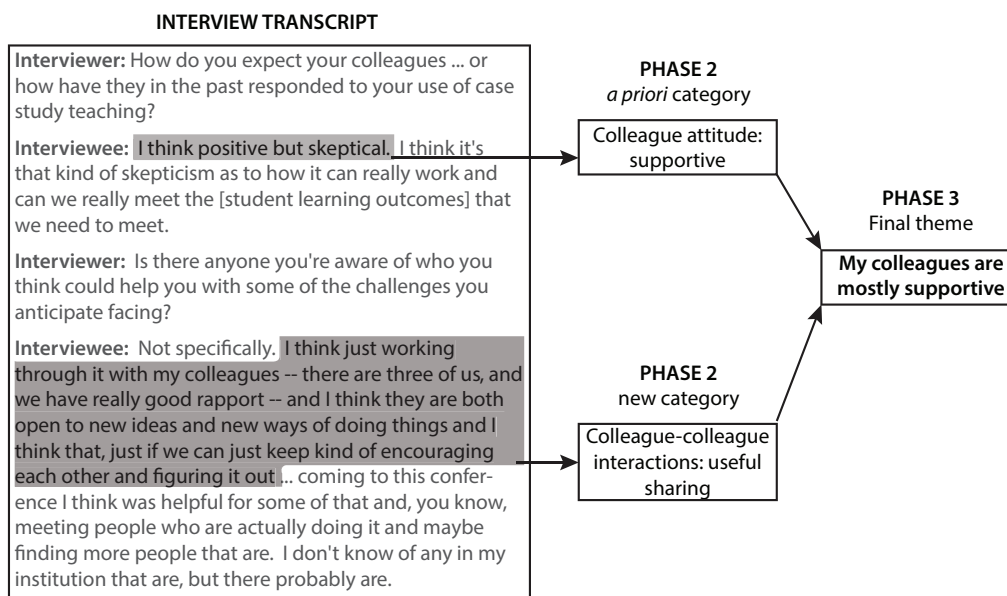 INTERVIEW TRANSCRIPT
Interviewer: How do you expect your colleagues ... or
how have they in the past responded to your use of case
study teaching?
Interviewee: I think positive but skeptical. I think it's
that kind of skepticism as to how it can really work and
can we really meet the [student learning outcomes] that
we need to meet.
Interviewer: Is there anyone you're aware of who you
think could help you with some of the challenges you
anticipate facing?
Interviewee: Not specifically. I think just working
through it with my colleagues -- there are three of us, and
we have really good rapport -- and I think they are both
open to new ideas and new ways of doing things and I
think that, just if we can just keep kind of encouraging
each other and figuring it out ... coming to this confer-
ence I think was helpful for some of that and, you know,
meeting people who are actually doing it and maybe
finding more people that are. I don't know of any in my
institution that are, but there probably are.
PHASE 2
a priori category
Colleague attitude:
supportive
PHASE 2
new category
Colleague-colleague
interactions: useful
sharing
PHASE 3
Final theme
My colleagues are
mostly supportive